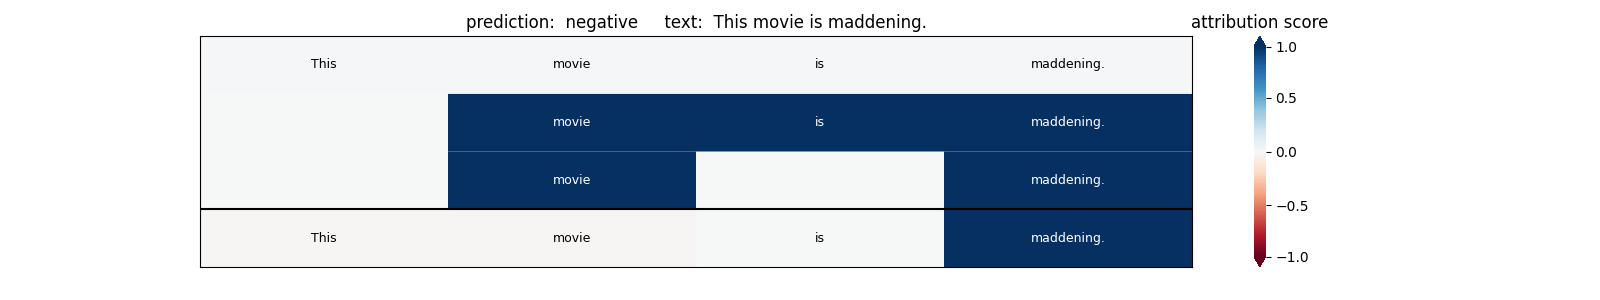 prediction:  negative     text:  This movie is maddening.
attribution score
This movie is maddening.
movie is maddening.
movie maddening.
This movie is maddening.
1.0
0.5
0.0
−0.5
−1.0